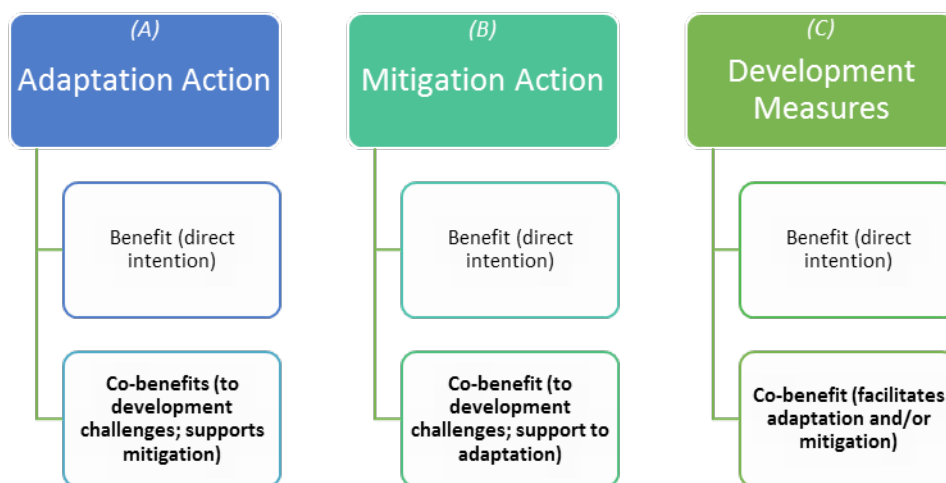 (A)
Adaptation Action
Benefit (direct
intention)
Co-benefits (to
development
challenges; supports
mitigation)
(B)
Mitigation Action
Benefit (direct
intention)
Co-benefit (to
development
challenges; support to
adaptation)
(C)
Development
Measures
Benefit (direct
intention)
Co-benefit (facilitates
adaptation and/or
mitigation)